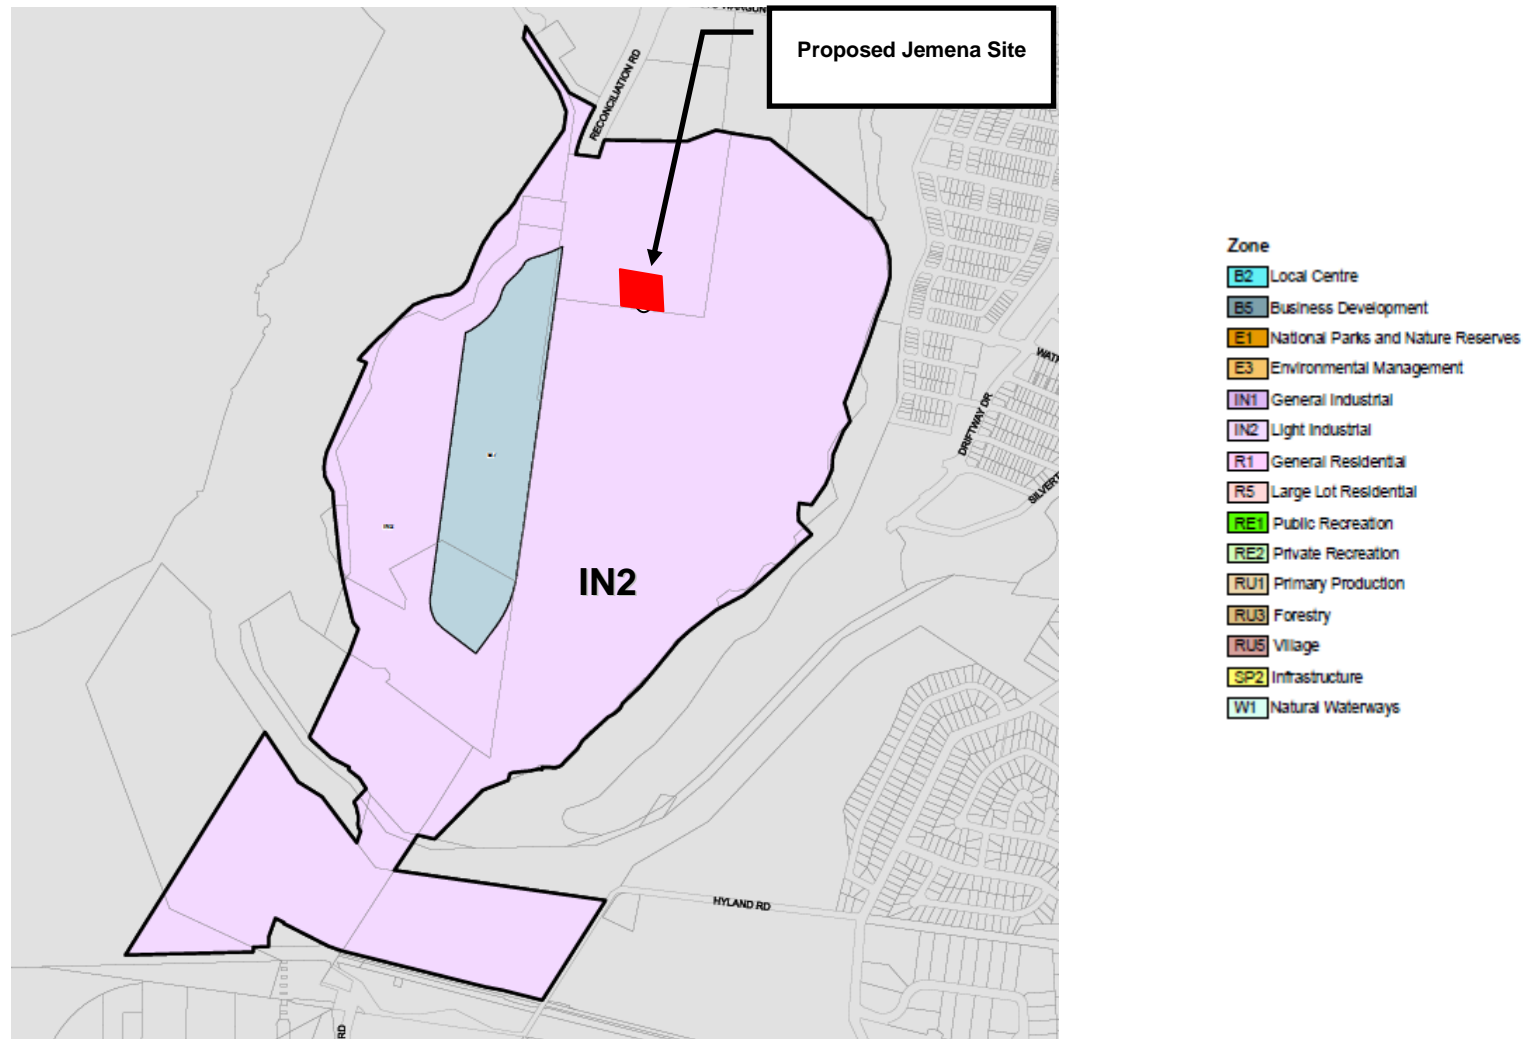 Proposed Jemena Site
RECONCILIATION RD
DRIFTWAY DR
IN2
IN2
HYLAND RD
RD
Zone
B2 Local Centre
B5 Business Development
E1 National Parks and Nature Reserves
E3 Environmental Management
IN1 General Industrial
IN2 Light Industrial
R1 General Residential
R5 Large Lot Residential
RE1 Public Recreation
RE2 Private Recreation
RU1 Primary Production
RU3 Forestry
RU5 Village
SP2 Infrastructure
W1 Natural Waterways